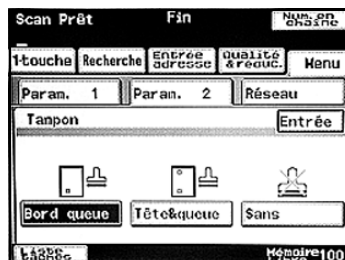 Scan Prêt Fin Num.en chaîne
1-touche Recherche Entrée adresse Qualité &réduc. Menu
Param. 1 Param. 2 Réseau
Tampon Entrée
Bord queue Tête&queue Sans
Mémoire100